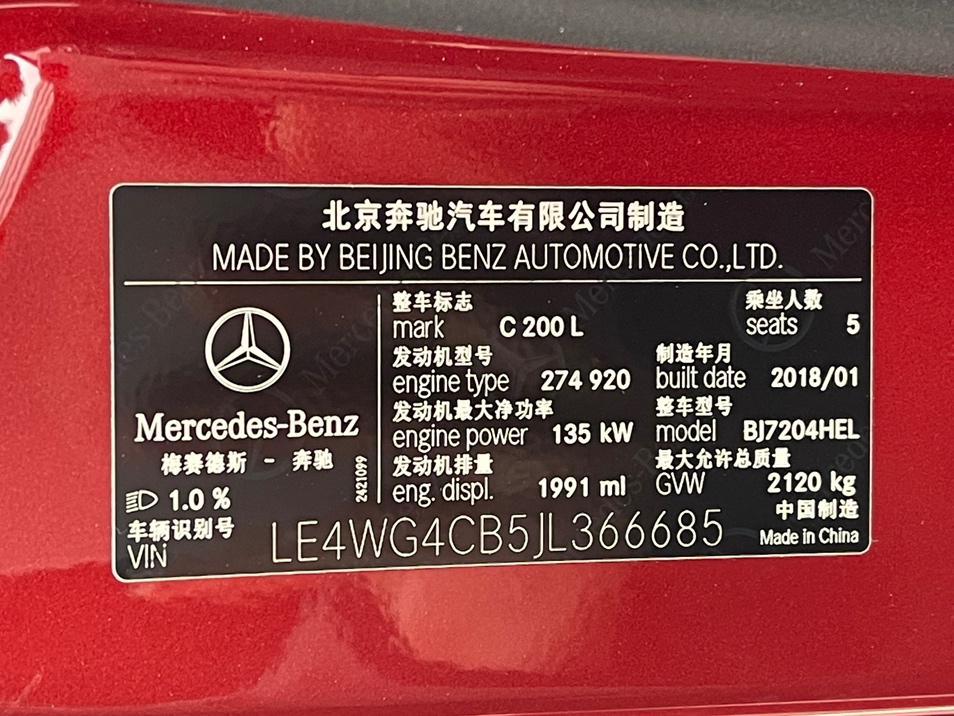 北京奔驰汽车有限公司制造
MADE BY BEIJING BENZ AUTOMOTIVE CO.,LTD.
Mercedes-Benz
梅赛德斯 - 奔驰
1.0 %
2421099
整车标志
mark C 200 L
乘坐人数
seats 5
发动机型号
engine type 274 920
制造年月
built date 2018/01
发动机最大净功率
engine power 135 kW
整车型号
model BJ7204HEL
发动机排量
eng. displ. 1991 ml
最大允许总质量
GVW 2120 kg
车辆识别号
VIN LE4WG4CB5JL366685
中国制造
Made in China